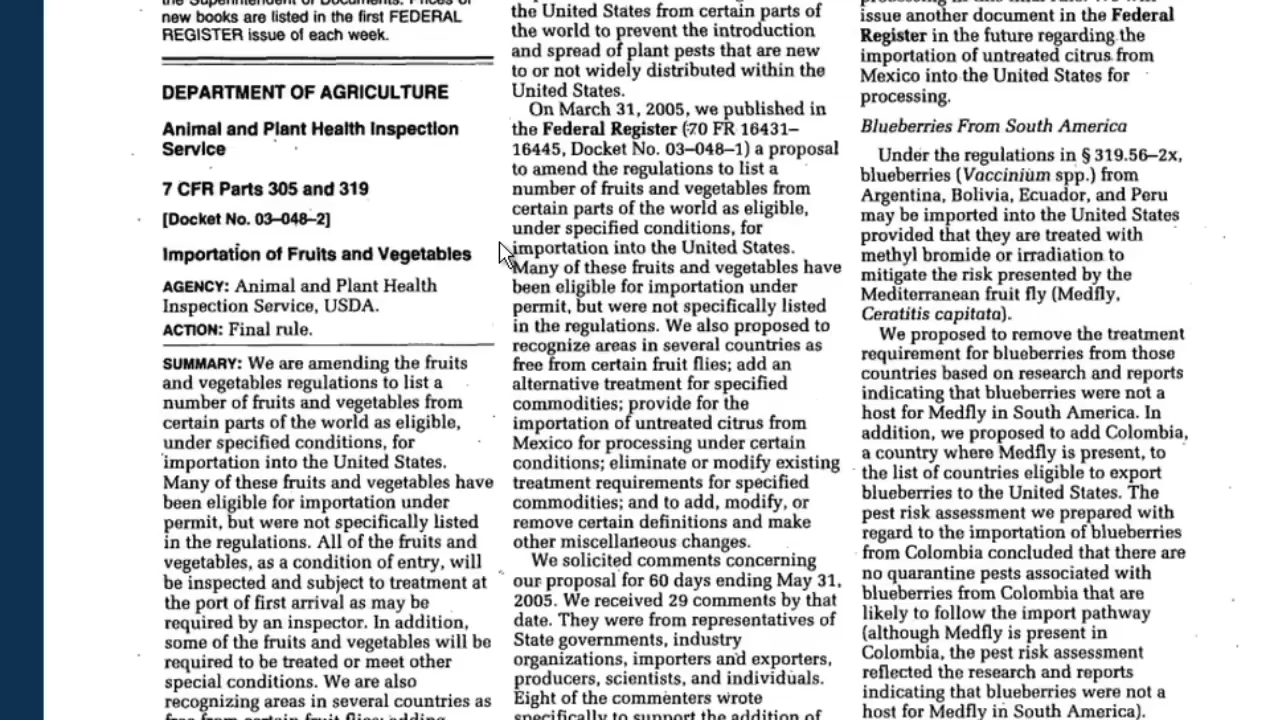 the Superintendent of Documents. Prices of
new books are listed in the first FEDERAL
REGISTER issue of each week.
DEPARTMENT OF AGRICULTURE
Animal and Plant Health Inspection
Service
7 CFR Parts 305 and 319
[Docket No. 03–048–2]
Importation of Fruits and Vegetables
AGENCY: Animal and Plant Health
Inspection Service, USDA.
ACTION: Final rule.
SUMMARY: We are amending the fruits
and vegetables regulations to list a
number of fruits and vegetables from
certain parts of the world as eligible,
under specified conditions, for
importation into the United States.
Many of these fruits and vegetables have
been eligible for importation under
permit, but were not specifically listed
in the regulations. All of the fruits and
vegetables, as a condition of entry, will
be inspected and subject to treatment at
the port of first arrival as may be
required by an inspector. In addition,
some of the fruits and vegetables will be
required to be treated or meet other
special conditions. We are also
recognizing areas in several countries as
free from certain fruit flies; adding
the United States from certain parts of
the world to prevent the introduction
and spread of plant pests that are new
to or not widely distributed within the
United States.
On March 31, 2005, we published in
the Federal Register (70 FR 16431–
16445, Docket No. 03–048–1) a proposal
to amend the regulations to list a
number of fruits and vegetables from
certain parts of the world as eligible,
under specified conditions, for
importation into the United States.
Many of these fruits and vegetables have
been eligible for importation under
permit, but were not specifically listed
in the regulations. We also proposed to
recognize areas in several countries as
free from certain fruit flies; add an
alternative treatment for specified
commodities; provide for the
importation of untreated citrus from
Mexico for processing under certain
conditions; eliminate or modify existing
treatment requirements for specified
commodities; and to add, modify, or
remove certain definitions and make
other miscellaneous changes.
We solicited comments concerning
our proposal for 60 days ending May 31,
2005. We received 29 comments by that
date. They were from representatives of
State governments, industry
organizations, importers and exporters,
producers, scientists, and individuals.
Eight of the commenters wrote
specifically to support the addition of
issue another document in the Federal
Register in the future regarding the
importation of untreated citrus from
Mexico into the United States for
processing.
Blueberries From South America
Under the regulations in § 319.56–2x,
blueberries (Vaccinium spp.) from
Argentina, Bolivia, Ecuador, and Peru
may be imported into the United States
provided that they are treated with
methyl bromide or irradiation to
mitigate the risk presented by the
Mediterranean fruit fly (Medfly,
Ceratitis capitata).
We proposed to remove the treatment
requirement for blueberries from those
countries based on research and reports
indicating that blueberries were not a
host for Medfly in South America. In
addition, we proposed to add Colombia,
a country where Medfly is present, to
the list of countries eligible to export
blueberries to the United States. The
pest risk assessment we prepared with
regard to the importation of blueberries
from Colombia concluded that there are
no quarantine pests associated with
blueberries from Colombia that are
likely to follow the import pathway
(although Medfly is present in
Colombia, the pest risk assessment
reflected the research and reports
indicating that blueberries were not a
host for Medfly in South America).